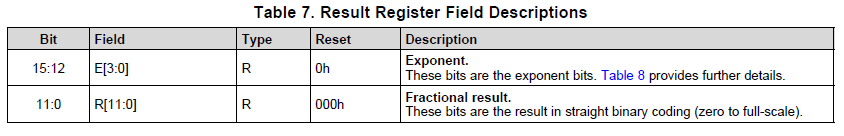 Table 7. Result Register Field Descriptions
Bit Field Type Reset Description
15:12 E[3:0] R 0h Exponent.
These bits are the exponent bits. Table 8 provides further details.
11:0 R[11:0] R 000h Fractional result.
These bits are the result in straight binary coding (zero to full-scale).